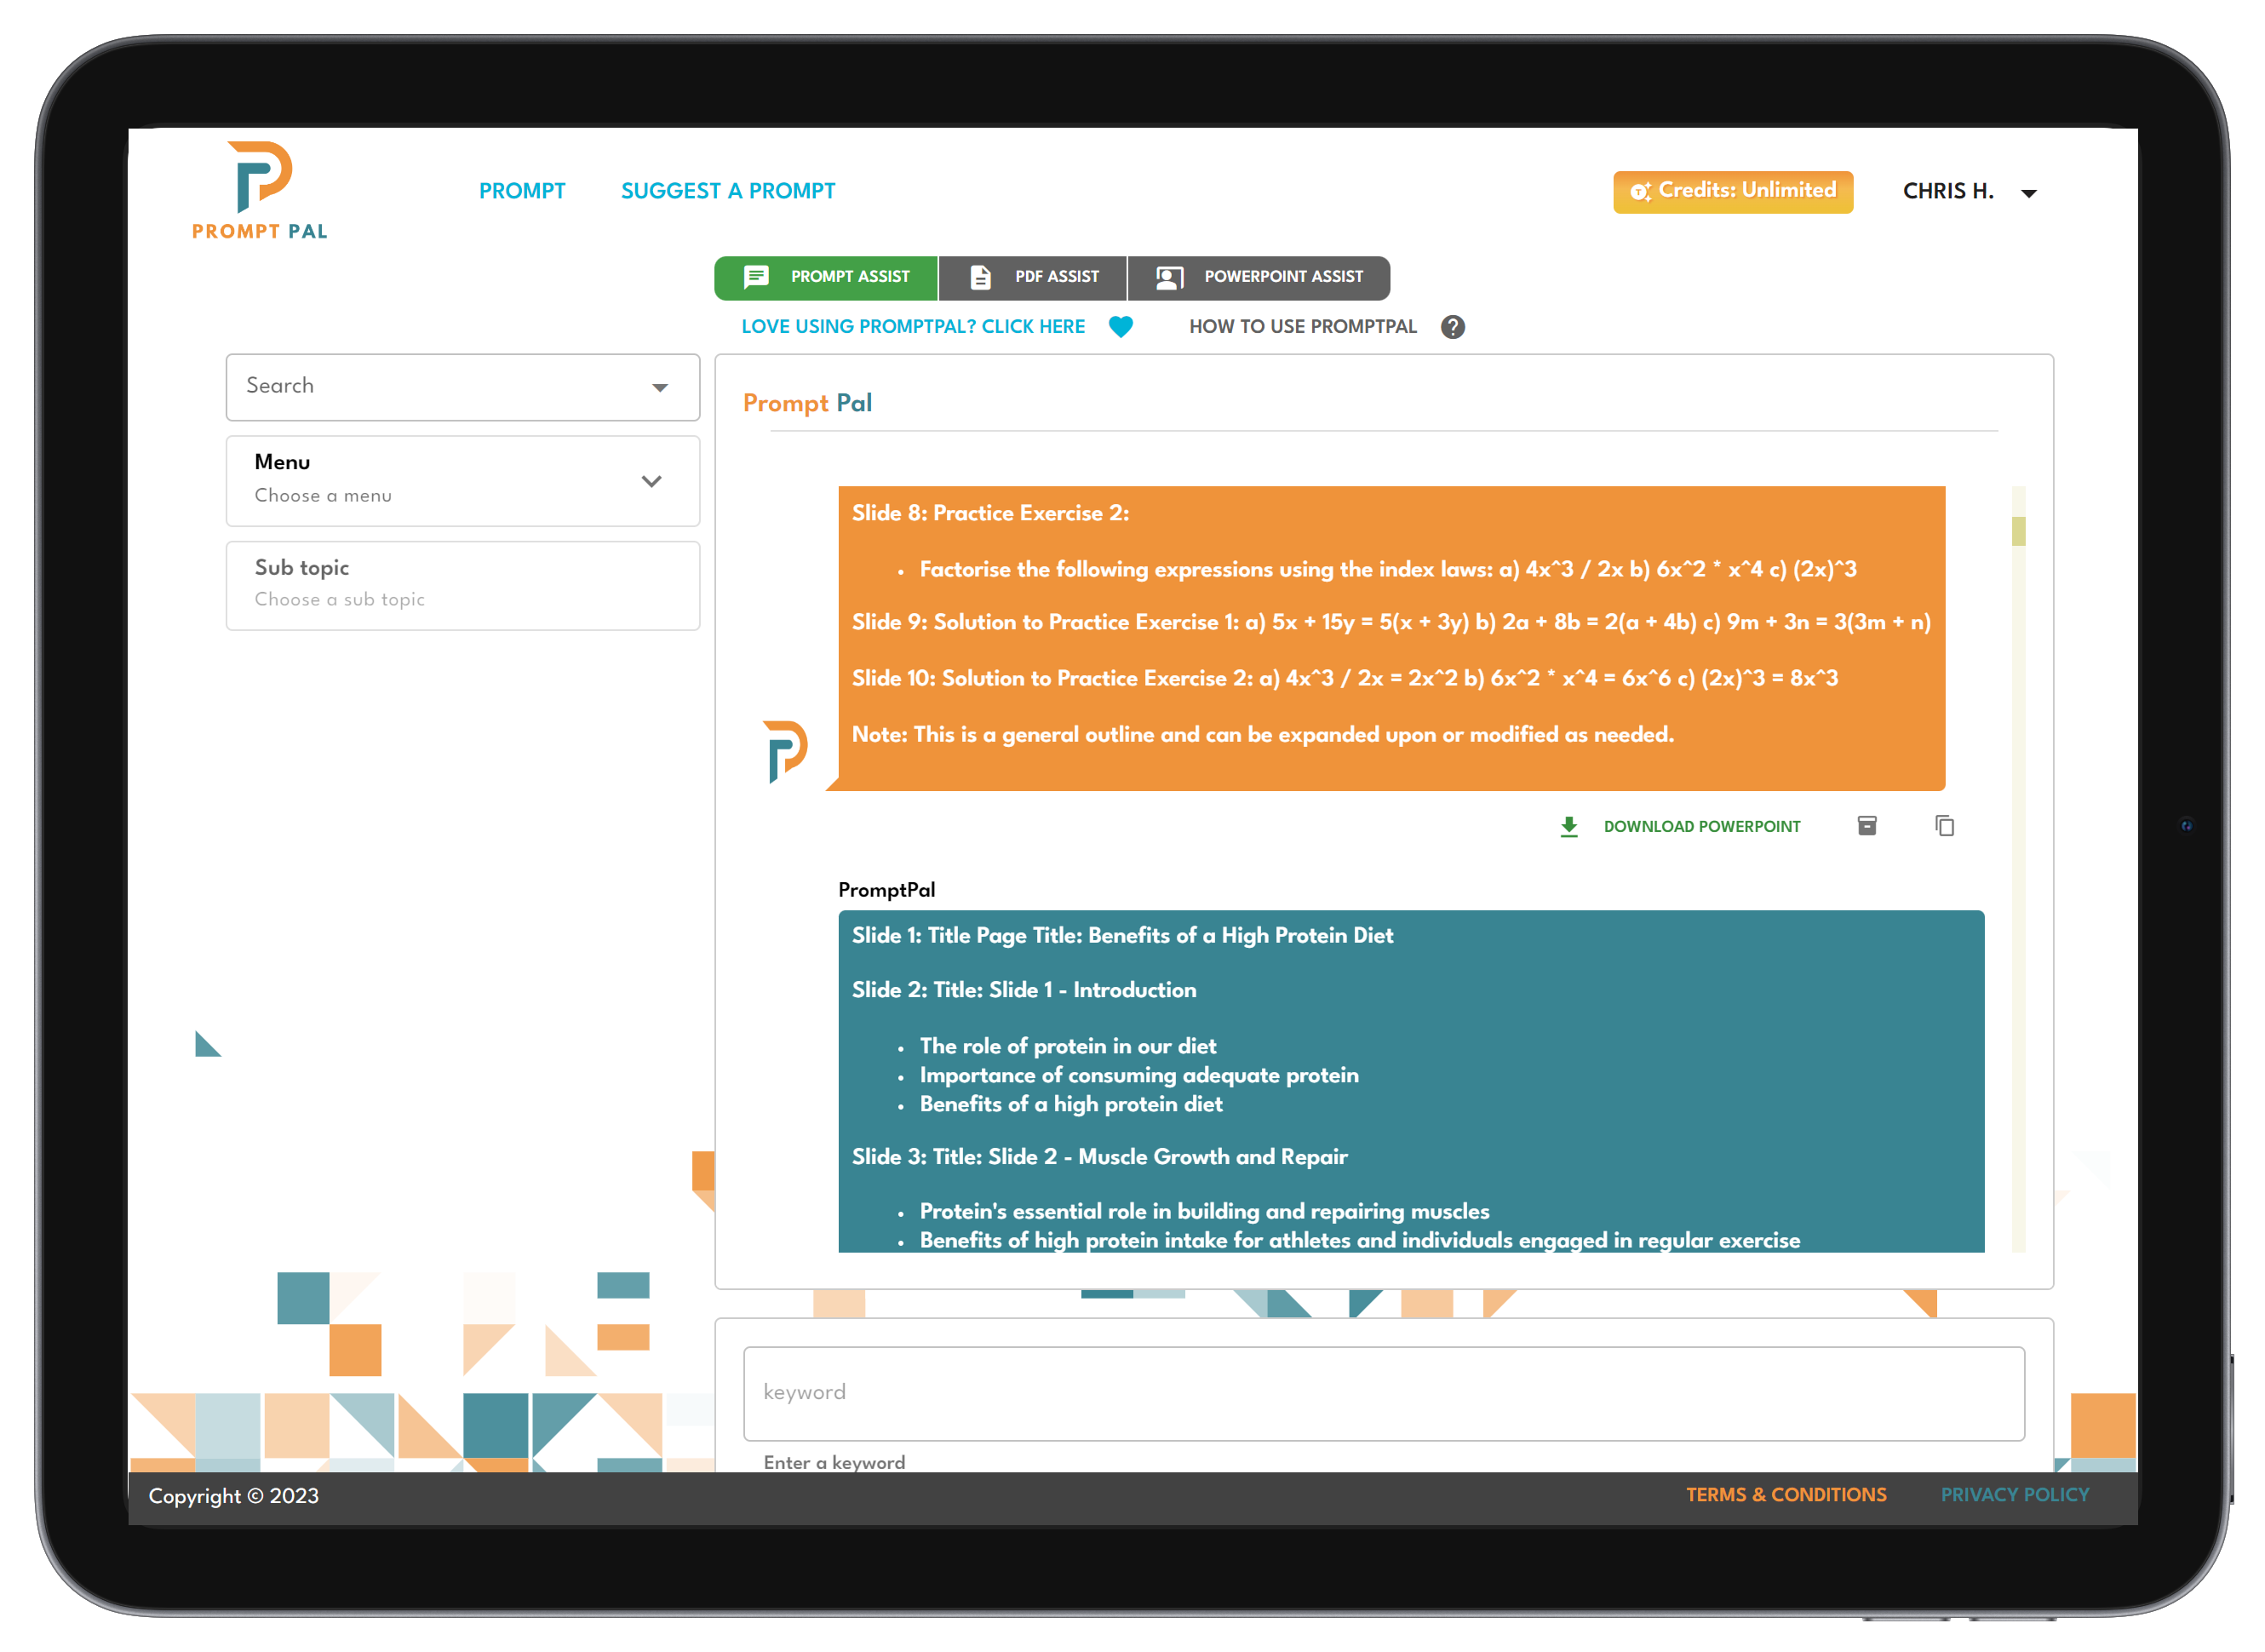 PROMPT PAL
PROMPT
SUGGEST A PROMPT
Credits: Unlimited
CHRIS H.
PROMPT ASSIST
PDF ASSIST
POWERPOINT ASSIST
LOVE USING PROMPTPAL? CLICK HERE
HOW TO USE PROMPTPAL
Search
Menu
Choose a menu
Sub topic
Choose a sub topic
Prompt Pal
Slide 8: Practice Exercise 2:
• Factorise the following expressions using the index laws: a) 4x^3 / 2x b) 6x^2 * x^4 c) (2x)^3
Slide 9: Solution to Practice Exercise 1: a) 5x + 15y = 5(x + 3y) b) 2a + 8b = 2(a + 4b) c) 9m + 3n = 3(3m + n)
Slide 10: Solution to Practice Exercise 2: a) 4x^3 / 2x = 2x^2 b) 6x^2 * x^4 = 6x^6 c) (2x)^3 = 8x^3
Note: This is a general outline and can be expanded upon or modified as needed.
DOWNLOAD POWERPOINT
PromptPal
Slide 1: Title Page Title: Benefits of a High Protein Diet
Slide 2: Title: Slide 1 - Introduction
• The role of protein in our diet
• Importance of consuming adequate protein
• Benefits of a high protein diet
Slide 3: Title: Slide 2 - Muscle Growth and Repair
• Protein's essential role in building and repairing muscles
• Benefits of high protein intake for athletes and individuals engaged in regular exercise
keyword
Enter a keyword
Copyright © 2023
TERMS & CONDITIONS
PRIVACY POLICY